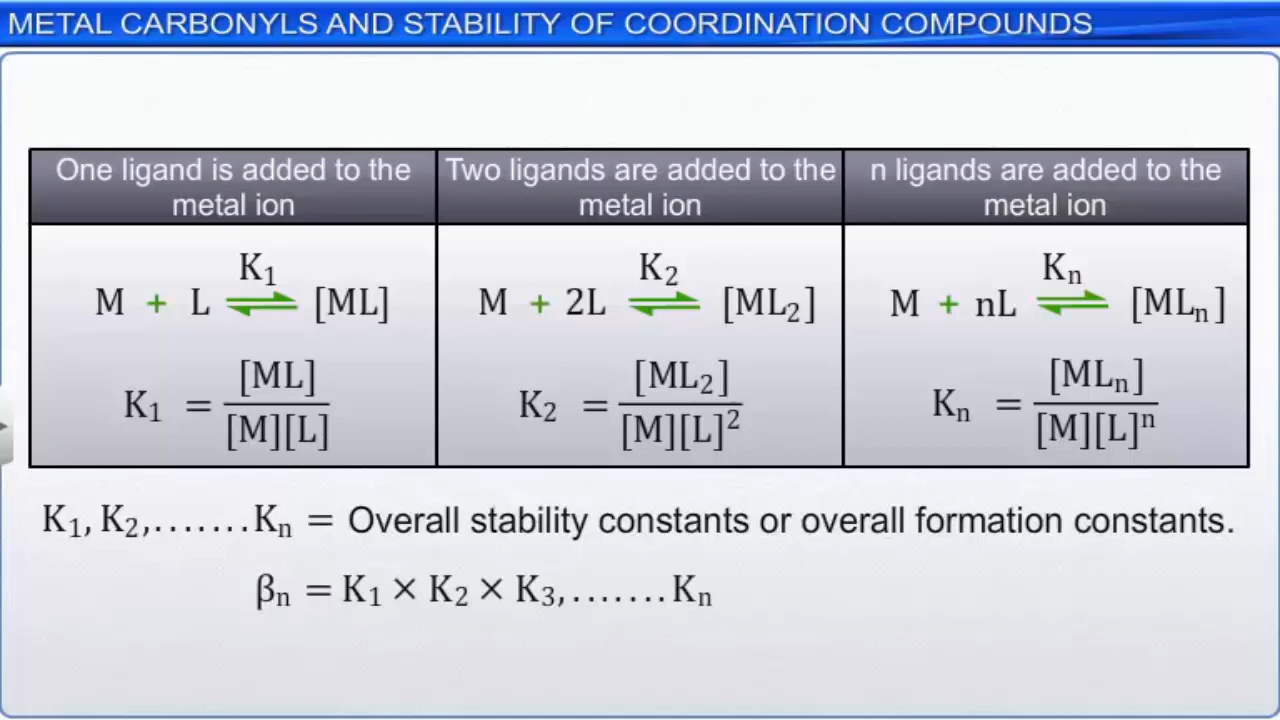 METAL CARBONYLS AND STABILITY OF COORDINATION COMPOUNDS
One ligand is added to the
metal ion
Two ligands are added to the
metal ion
n ligands are added to the
metal ion
M + L ⇌ [ML]
K₁
K₁ = [ML] / [M][L]
M + 2L ⇌ [ML₂]
K₂
K₂ = [ML₂] / [M][L]²
M + nL ⇌ [MLₙ]
Kₙ
Kₙ = [MLₙ] / [M][L]ⁿ
K₁, K₂,.......Kₙ = Overall stability constants or overall formation constants.
βₙ = K₁ × K₂ × K₃,.......Kₙ